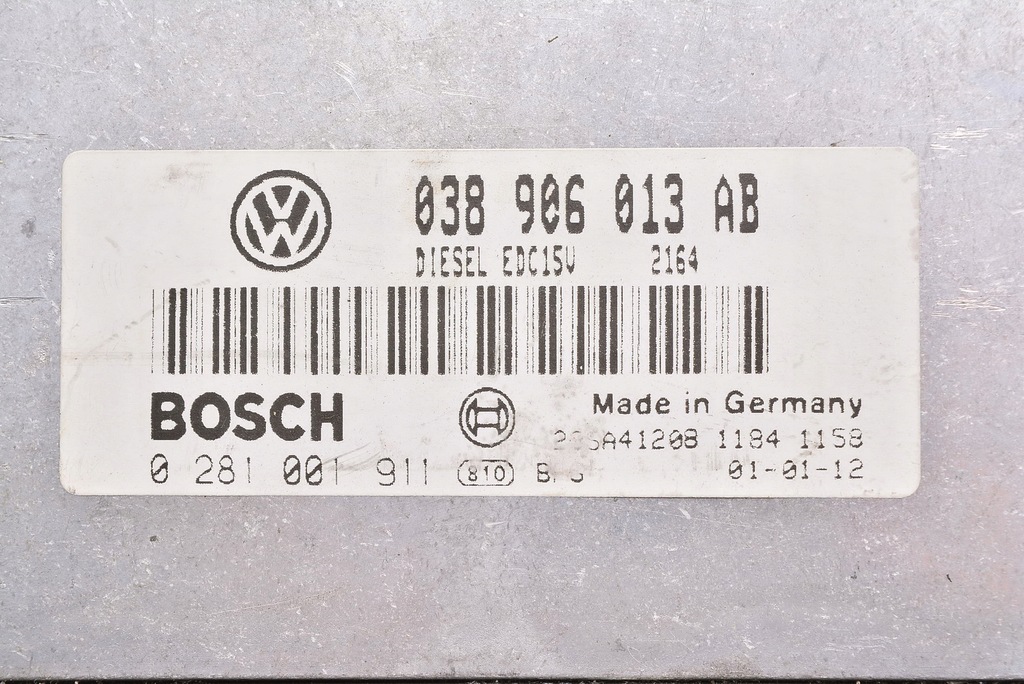 038 906 013 AB
DIESEL EDC15V 2164
BOSCH
Made in Germany
1184 1158
0 281 001 911 810
01-01-12